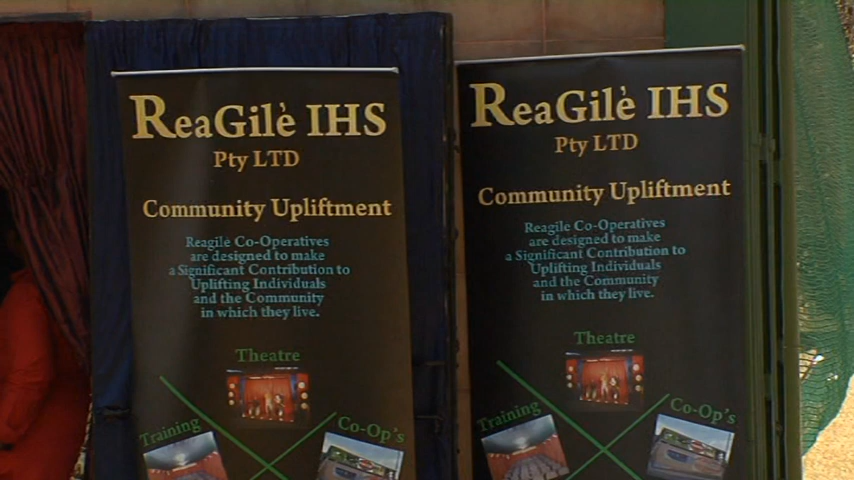 ReaGilè IHS
Pty LTD
Community Upliftment
Reagile Co-Operatives
are designed to make
a Significant Contribution to
Uplifting Individuals
and the Community
in which they live.
Theatre
Training
Co-Op's
ReaGilè IHS
Pty LTD
Community Upliftment
Reagile Co-Operatives
are designed to make
a Significant Contribution to
Uplifting Individuals
and the Community
in which they live.
Theatre
Training
Co-Op's